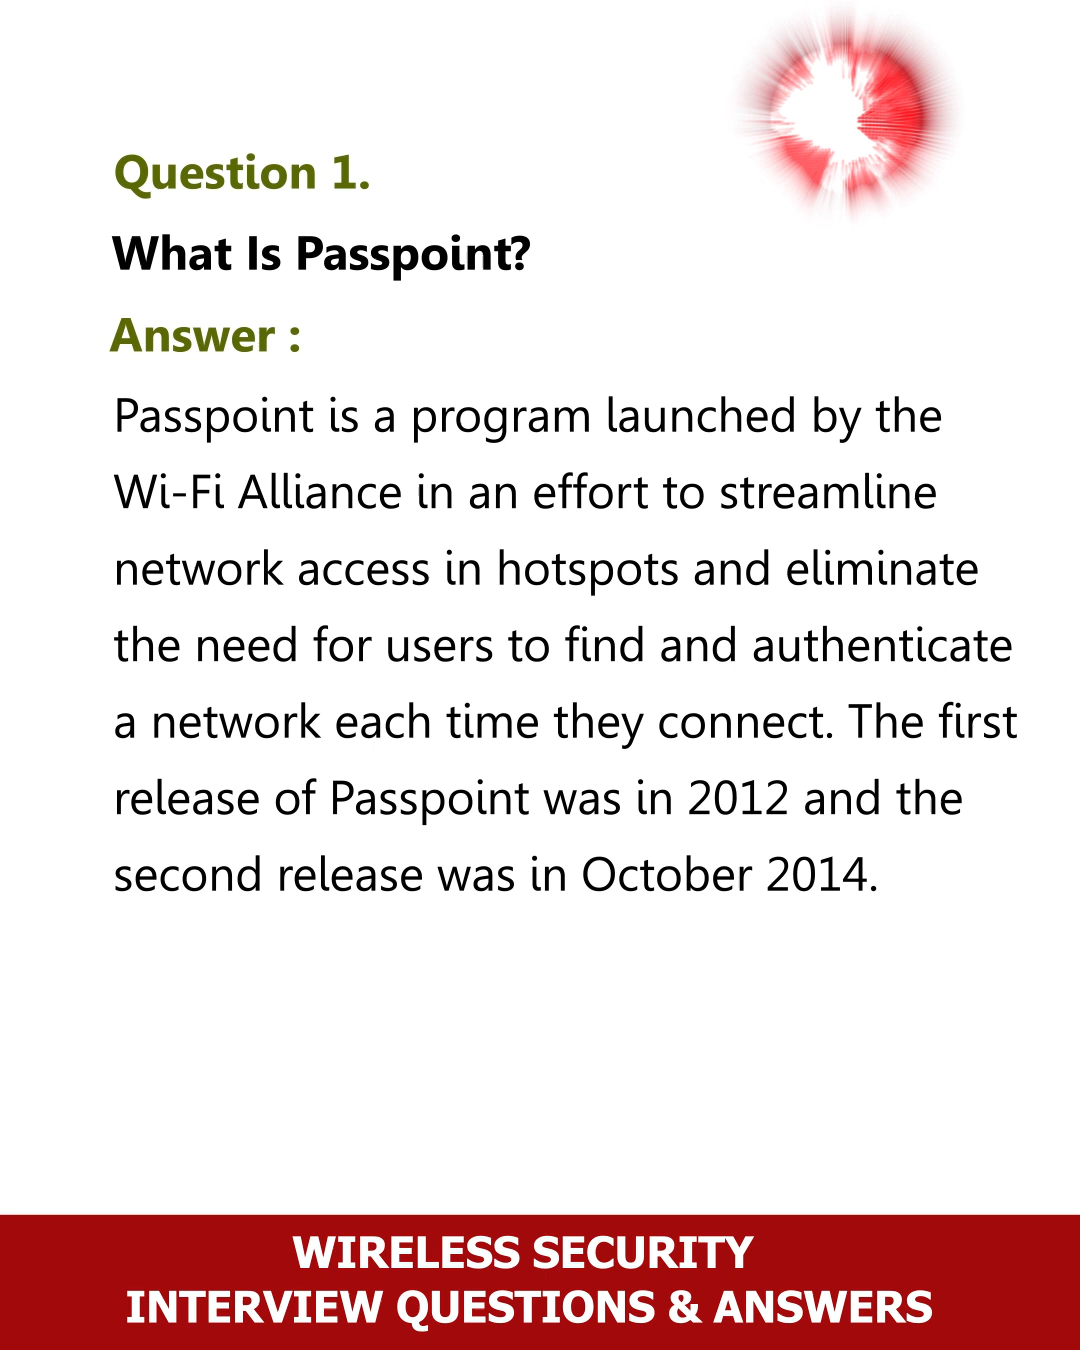 Question 1.
What Is Passpoint?
Answer :
Passpoint is a program launched by the
Wi-Fi Alliance in an effort to streamline
network access in hotspots and eliminate
the need for users to find and authenticate
a network each time they connect. The first
release of Passpoint was in 2012 and the
second release was in October 2014.
WIRELESS SECURITY
INTERVIEW QUESTIONS & ANSWERS